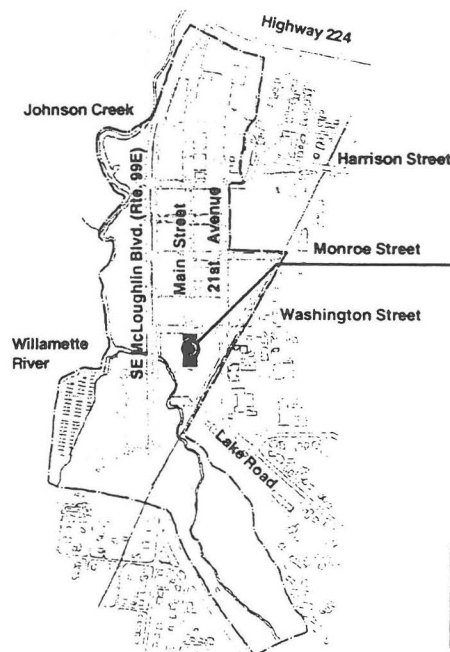 Highway 224
Johnson Creek
Harrison Street
SE McLoughlin Blvd. (Rte. 99E)
Main Street
21st Avenue
Monroe Street
Washington Street
Willamette
River
Lake Road